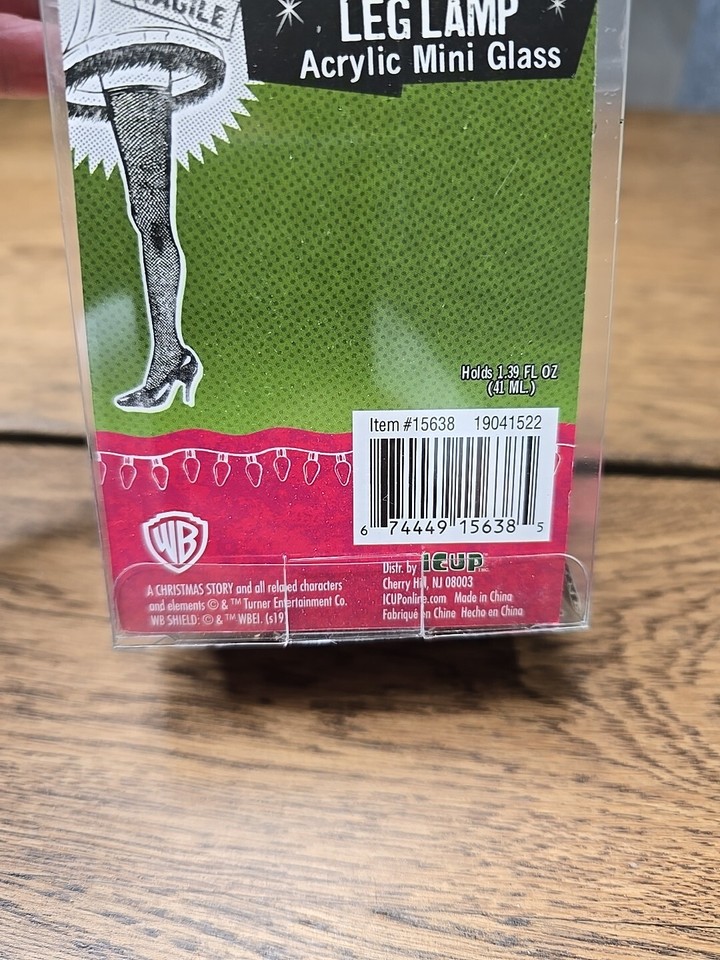 LEG LAMP
Acrylic Mini Glass
Holds 1.39 FL OZ
(41 ML.)
Item #15638 19041522
6 74449 15638 5
WB
A CHRISTMAS STORY and all related characters
and elements © & ™ Turner Entertainment Co.
WB SHIELD: © & ™ WBEI. (s19)
Distr. by iCUP INC.
Cherry Hill, NJ 08003
ICUPonline.com Made in China
Fabriqué en Chine Hecho en China